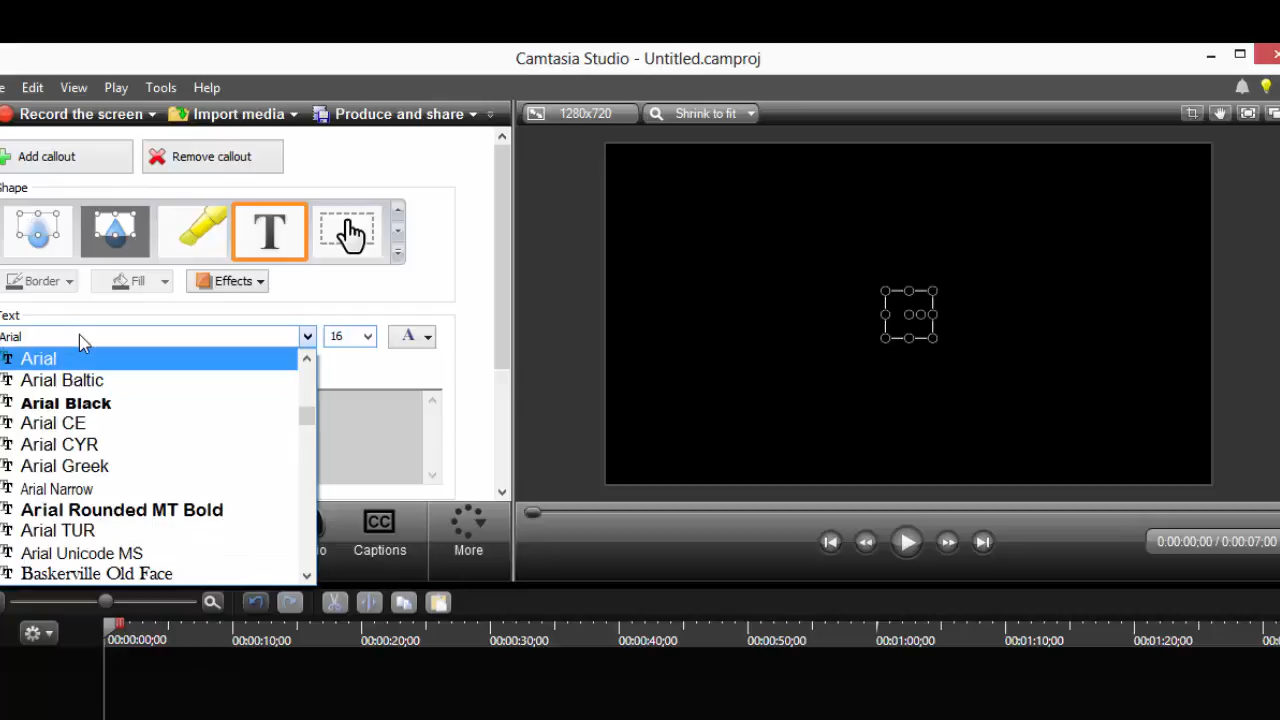 Camtasia Studio - Untitled.camproj
Edit View Play Tools Help
Record the screen Import media Produce and share
1280x720 Shrink to fit
Add callout Remove callout
Shape
T
Border Fill Effects
Text
Arial 16 A
Arial
Arial Baltic
Arial Black
Arial CE
Arial CYR
Arial Greek
Arial Narrow
Arial Rounded MT Bold
Arial TUR
Arial Unicode MS
Baskerville Old Face
CC
Captions More
0:00:00;00 / 0:00:07;00
00:00:00;00 00:00:10;00 00:00:20;00 00:00:30;00 00:00:40;00 00:00:50;00 00:01:00;00 00:01:10;00 00:01:20;00